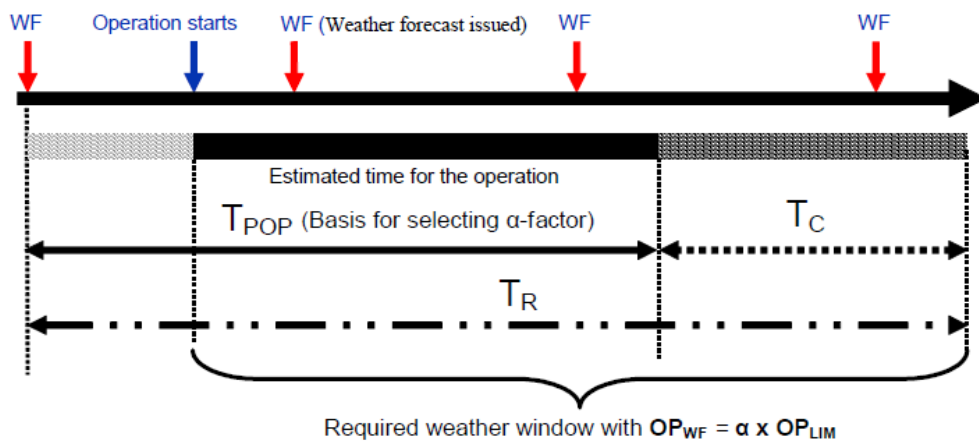 WF Operation starts WF (Weather forecast issued) WF WF
Estimated time for the operation
TPOP (Basis for selecting α-factor) TC
TR
Required weather window with OPWF = α x OPLIM